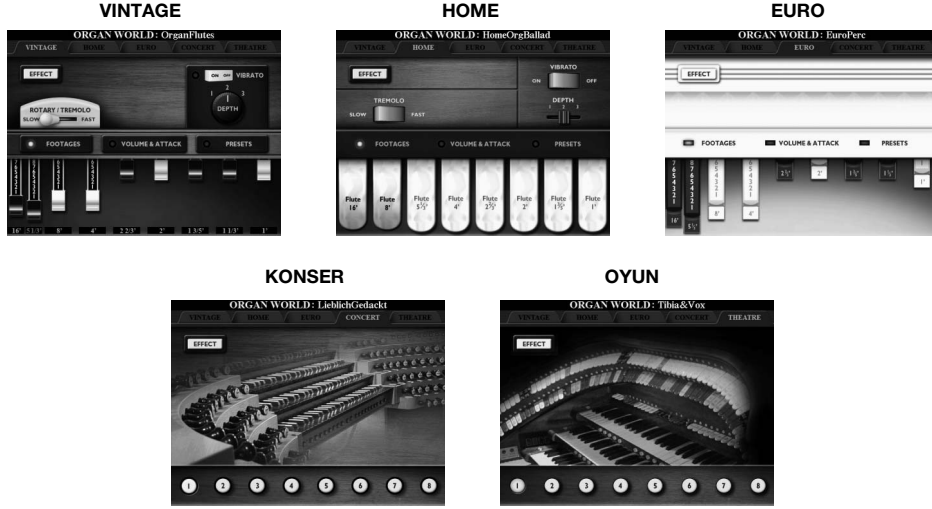 VINTAGE
HOME
EURO
ORGAN WORLD: OrganFlutes
VINTAGE HOME EURO CONCERT THEATRE
EFFECT
ON OFF VIBRATO
2
1 3
DEPTH
ROTARY / TREMOLO
SLOW FAST
FOOTAGES VOLUME & ATTACK PRESETS
16' 5 1/3' 8' 4' 2 2/3' 2' 1 3/5' 1 1/3' 1'
ORGAN WORLD: HomeOrgBallad
VINTAGE HOME EURO CONCERT THEATRE
EFFECT
VIBRATO
ON OFF
TREMOLO
SLOW FAST
DEPTH
1 2 3
FOOTAGES VOLUME & ATTACK PRESETS
Flute Flute Flute Flute Flute Flute Flute Flute
16' 8' 5⅓' 4' 2⅔' 2' 1⅗' 1'
ORGAN WORLD: EuroPerc
VINTAGE HOME EURO CONCERT THEATRE
EFFECT
FOOTAGES VOLUME & ATTACK PRESETS
16' 5⅓' 8' 4' 2⅔' 2' 1⅗' 1⅓' 1'
KONSER
OYUN
ORGAN WORLD: LieblichGedackt
VINTAGE HOME EURO CONCERT THEATRE
EFFECT
1 2 3 4 5 6 7 8
ORGAN WORLD: Tibia&Vox
VINTAGE HOME EURO CONCERT THEATRE
EFFECT
1 2 3 4 5 6 7 8